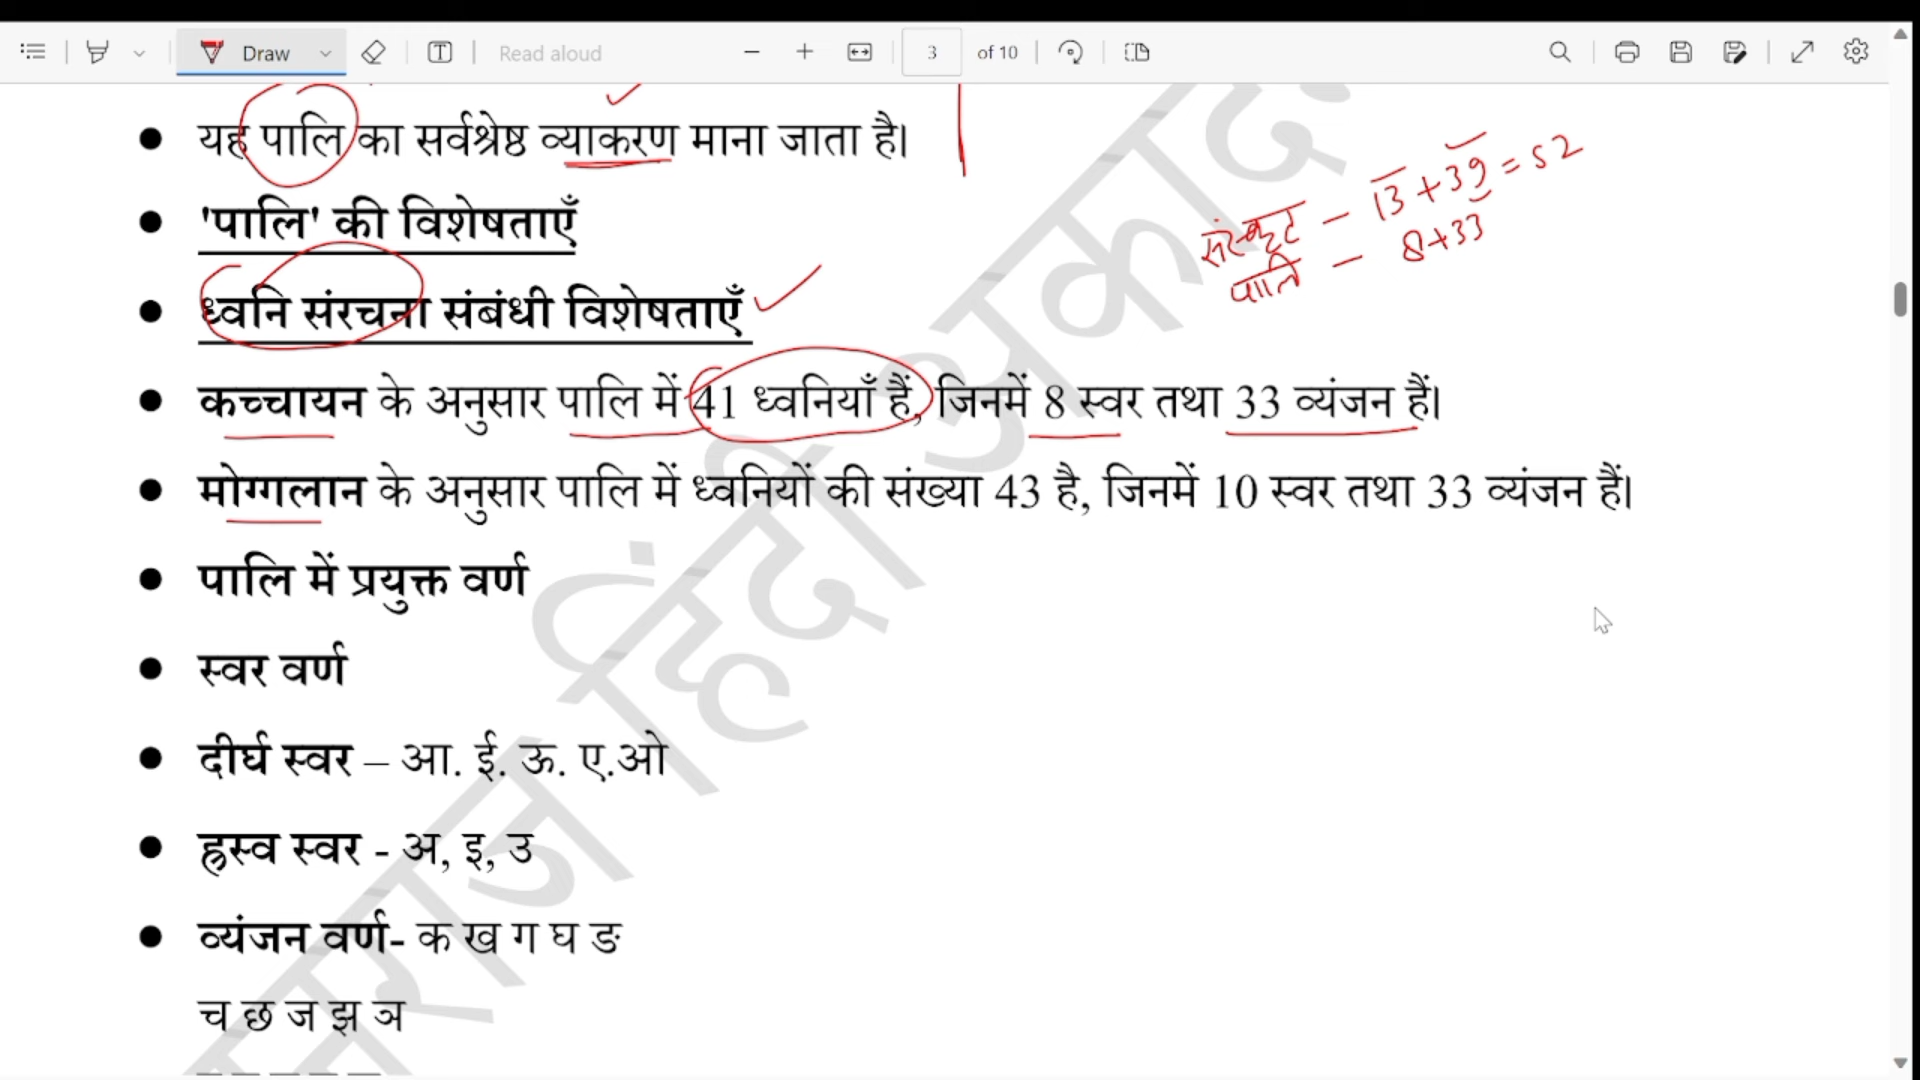 Draw
Read aloud
3 of 10
यह पालि का सर्वश्रेष्ठ व्याकरण माना जाता है।
'पालि' की विशेषताएँ
संस्कृत – 13+39=52
पालि – 8+33
ध्वनि संरचना संबंधी विशेषताएँ
कच्चायन के अनुसार पालि में 41 ध्वनियाँ हैं, जिनमें 8 स्वर तथा 33 व्यंजन हैं।
मोग्गलान के अनुसार पालि में ध्वनियों की संख्या 43 है, जिनमें 10 स्वर तथा 33 व्यंजन हैं।
पालि में प्रयुक्त वर्ण
स्वर वर्ण
दीर्घ स्वर – आ. ई. ऊ. ए.ओ
ह्रस्व स्वर - अ, इ, उ
व्यंजन वर्ण- क ख ग घ ङ
च छ ज झ ञ
हिंदी